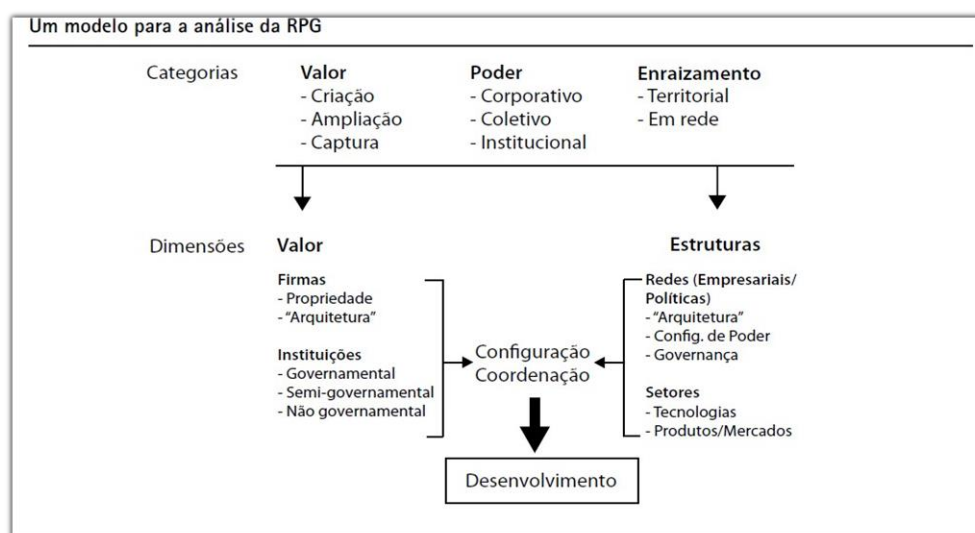 Um modelo para a análise da RPG
Categorias
Valor
- Criação
- Ampliação
- Captura
Poder
- Corporativo
- Coletivo
- Institucional
Enraizamento
- Territorial
- Em rede
Dimensões
Valor
Firmas
- Propriedade
- “Arquitetura”
Instituições
- Governamental
- Semi-governamental
- Não governamental
Configuração
Coordenação
Estruturas
Redes (Empresariais/
Políticas)
- “Arquitetura”
- Config. de Poder
- Governança
Setores
- Tecnologias
- Produtos/Mercados
Desenvolvimento